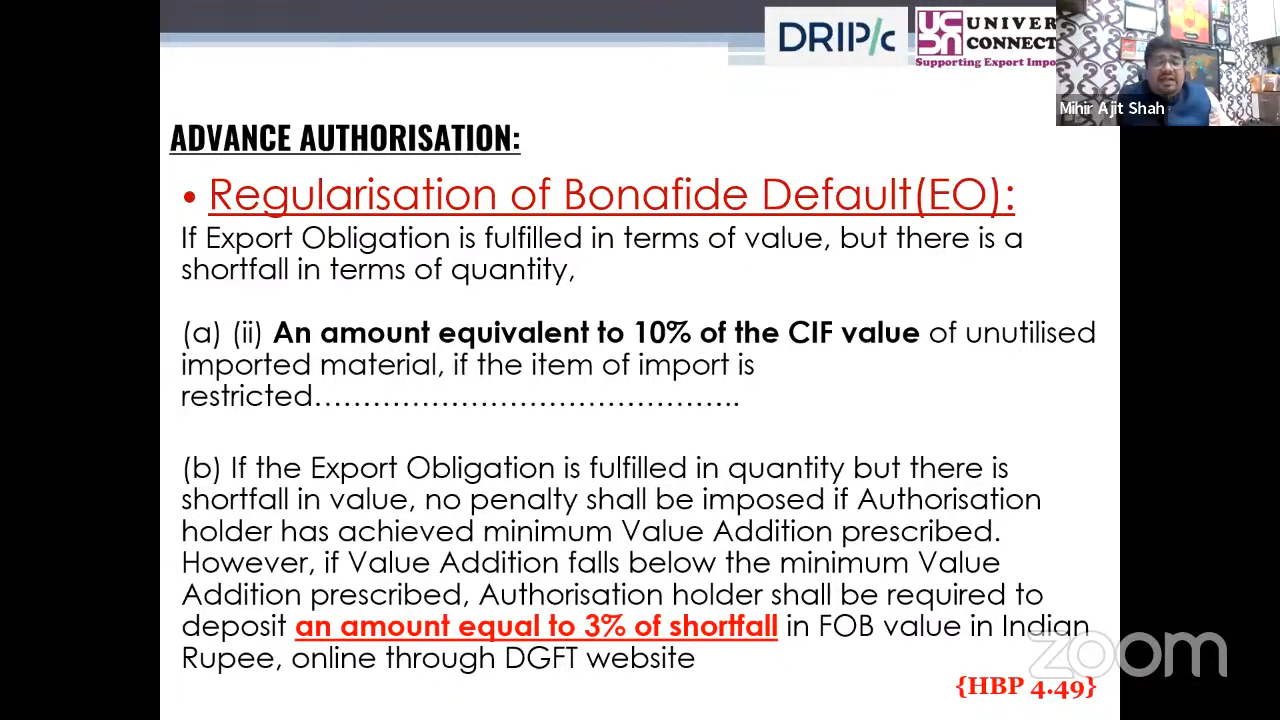 DRIP/c
UNIVER
CONNECT
Supporting Export Impo
Mihir Ajit Shah
ADVANCE AUTHORISATION:
• Regularisation of Bonafide Default(EO):
If Export Obligation is fulfilled in terms of value, but there is a
shortfall in terms of quantity,
(a) (ii) An amount equivalent to 10% of the CIF value of unutilised
imported material, if the item of import is
restricted……………………………………..
(b) If the Export Obligation is fulfilled in quantity but there is
shortfall in value, no penalty shall be imposed if Authorisation
holder has achieved minimum Value Addition prescribed.
However, if Value Addition falls below the minimum Value
Addition prescribed, Authorisation holder shall be required to
deposit an amount equal to 3% of shortfall in FOB value in Indian
Rupee, online through DGFT website
zoom
{HBP 4.49}